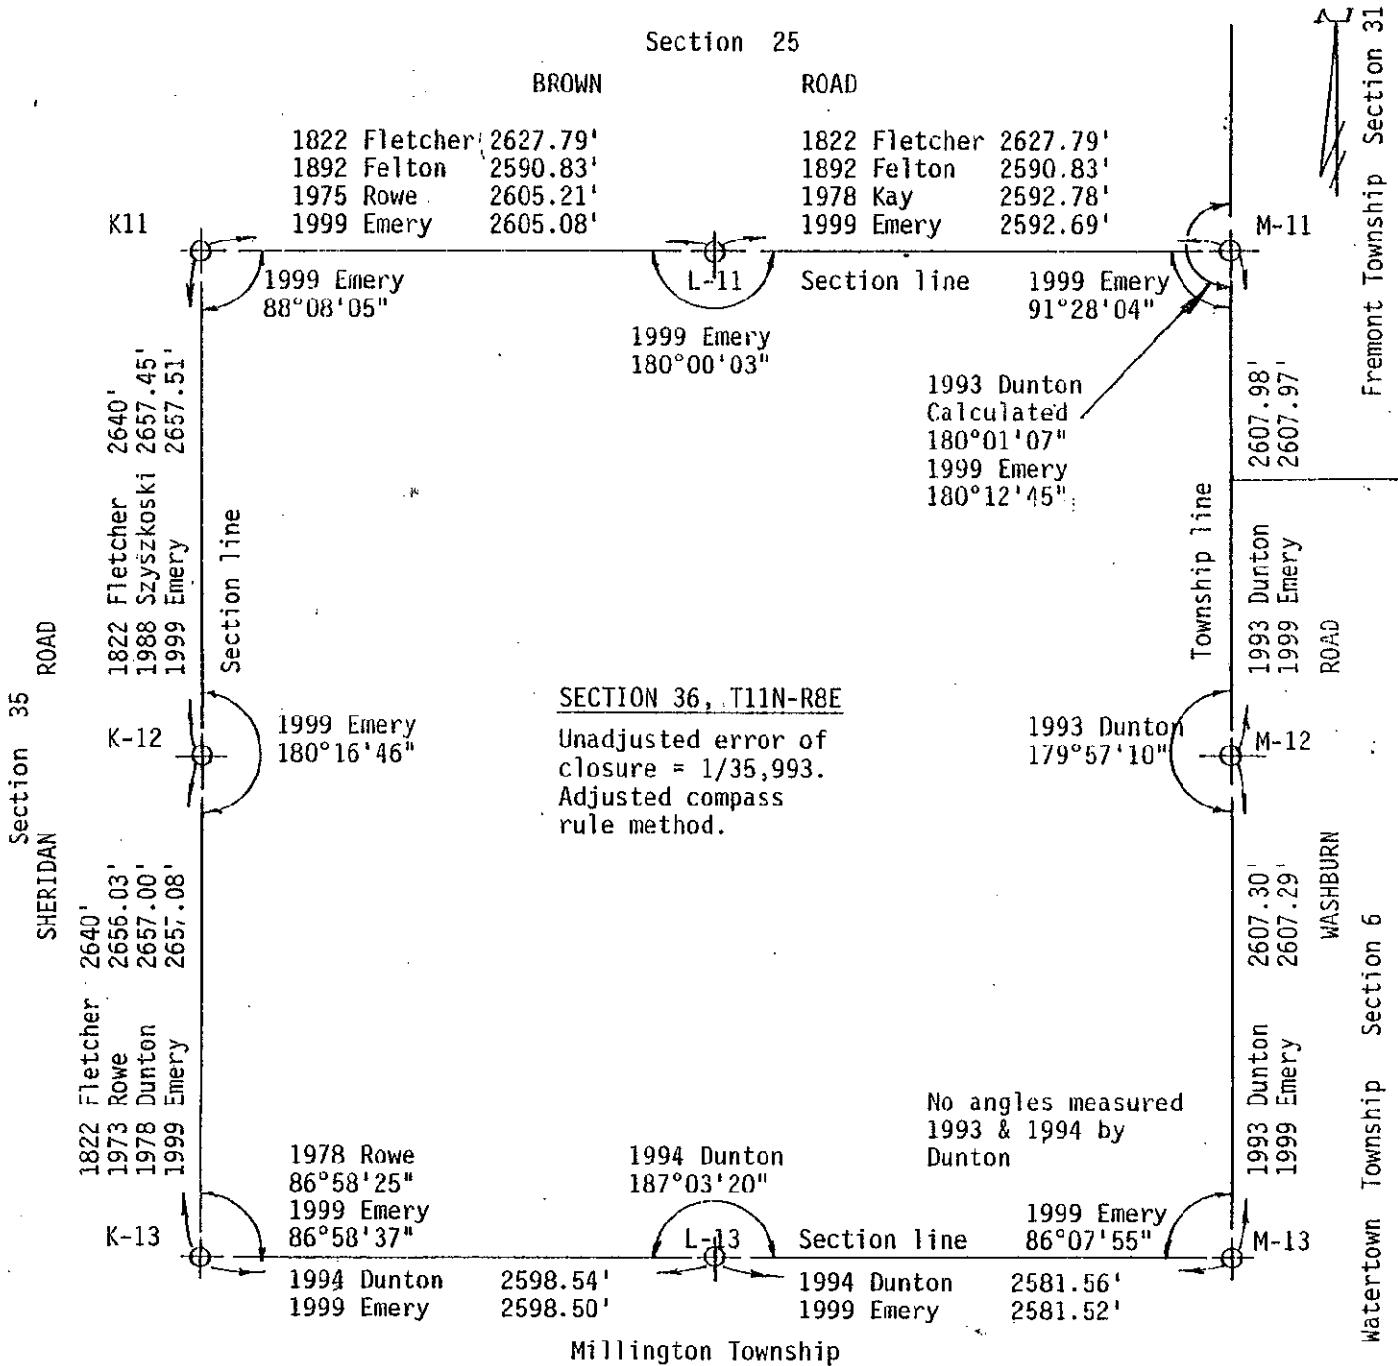 Section 25
BROWN ROAD
1822 Fletcher 2627.79'
1892 Felton 2590.83'
1975 Rowe 2605.21'
1999 Emery 2605.08'
1822 Fletcher 2627.79'
1892 Felton 2590.83'
1978 Kay 2592.78'
1999 Emery 2592.69'
N
Fremont Township Section 31
K11
L-11
M-11
1999 Emery
88°08'05"
Section line
1999 Emery
91°28'04"
1999 Emery
180°00'03"
1993 Dunton
Calculated
180°01'07"
1999 Emery
180°12'45"
1822 Fletcher 2640'
1988 Szyszkoski 2657.45'
1999 Emery 2657.51'
Section line
Township line
1993 Dunton 2607.98'
1999 Emery 2607.97'
Section 35
SHERIDAN ROAD
K-12
1999 Emery
180°16'46"
SECTION 36, T11N-R8E
Unadjusted error of
closure = 1/35,993.
Adjusted compass
rule method.
1993 Dunton
179°57'10"
M-12
WASHBURN ROAD
1822 Fletcher 2640'
1973 Rowe 2656.03'
1978 Dunton 2657.00'
1999 Emery 2657.08'
1993 Dunton 2607.30'
1999 Emery 2607.29'
Watertown Township Section 6
No angles measured
1993 & 1994 by
Dunton
1978 Rowe
86°58'25"
1999 Emery
86°58'37"
1994 Dunton
187°03'20"
1999 Emery
86°07'55"
K-13
L-13
Section line
M-13
1994 Dunton 2598.54'
1999 Emery 2598.50'
1994 Dunton 2581.56'
1999 Emery 2581.52'
Millington Township